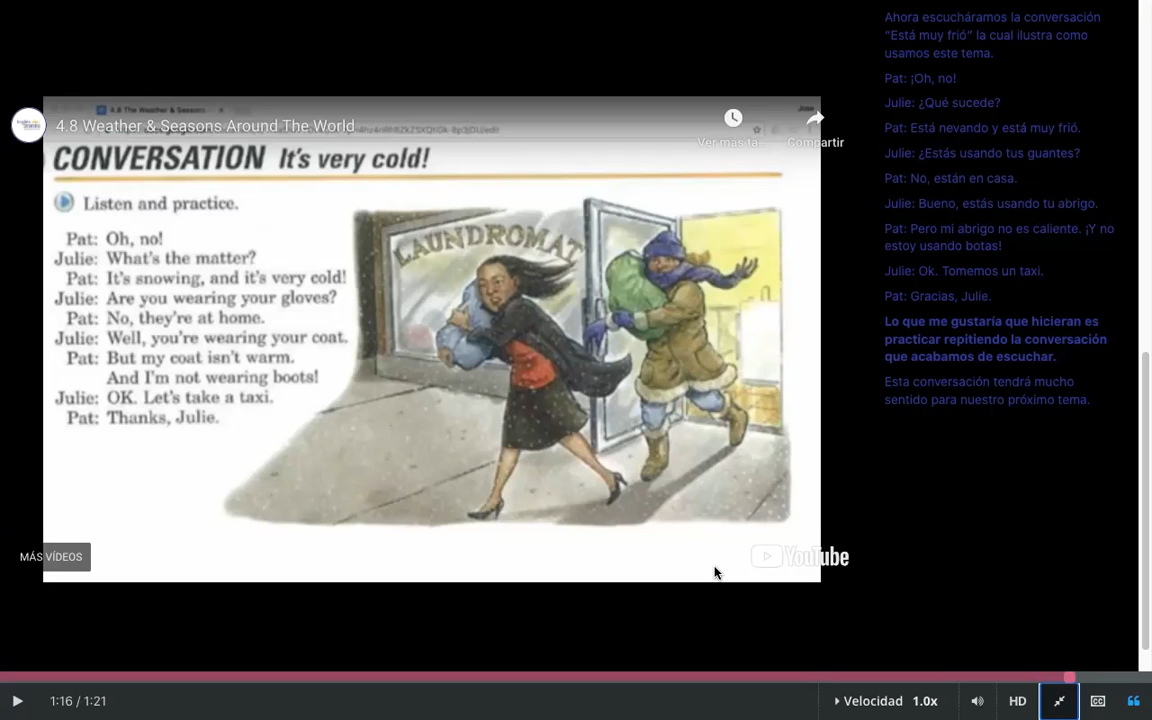 4.8 The Weather & Seasons
4.8 Weather & Seasons Around The World
Ver más ta...
Compartir
CONVERSATION It's very cold!
Listen and practice.
Pat: Oh, no!
Julie: What's the matter?
Pat: It's snowing, and it's very cold!
Julie: Are you wearing your gloves?
Pat: No, they're at home.
Julie: Well, you're wearing your coat.
Pat: But my coat isn't warm.
And I'm not wearing boots!
Julie: OK. Let's take a taxi.
Pat: Thanks, Julie.
LAUNDROMAT
MÁS VÍDEOS
YouTube
Ahora escucháramos la conversación
“Está muy frió” la cual ilustra como
usamos este tema.
Pat: ¡Oh, no!
Julie: ¿Qué sucede?
Pat: Está nevando y está muy frió.
Julie: ¿Estás usando tus guantes?
Pat: No, están en casa.
Julie: Bueno, estás usando tu abrigo.
Pat: Pero mi abrigo no es caliente. ¡Y no
estoy usando botas!
Julie: Ok. Tomemos un taxi.
Pat: Gracias, Julie.
Lo que me gustaría que hicieran es
practicar repitiendo la conversación
que acabamos de escuchar.
Esta conversación tendrá mucho
sentido para nuestro próximo tema.
1:16 / 1:21
Velocidad 1.0x
HD
CC